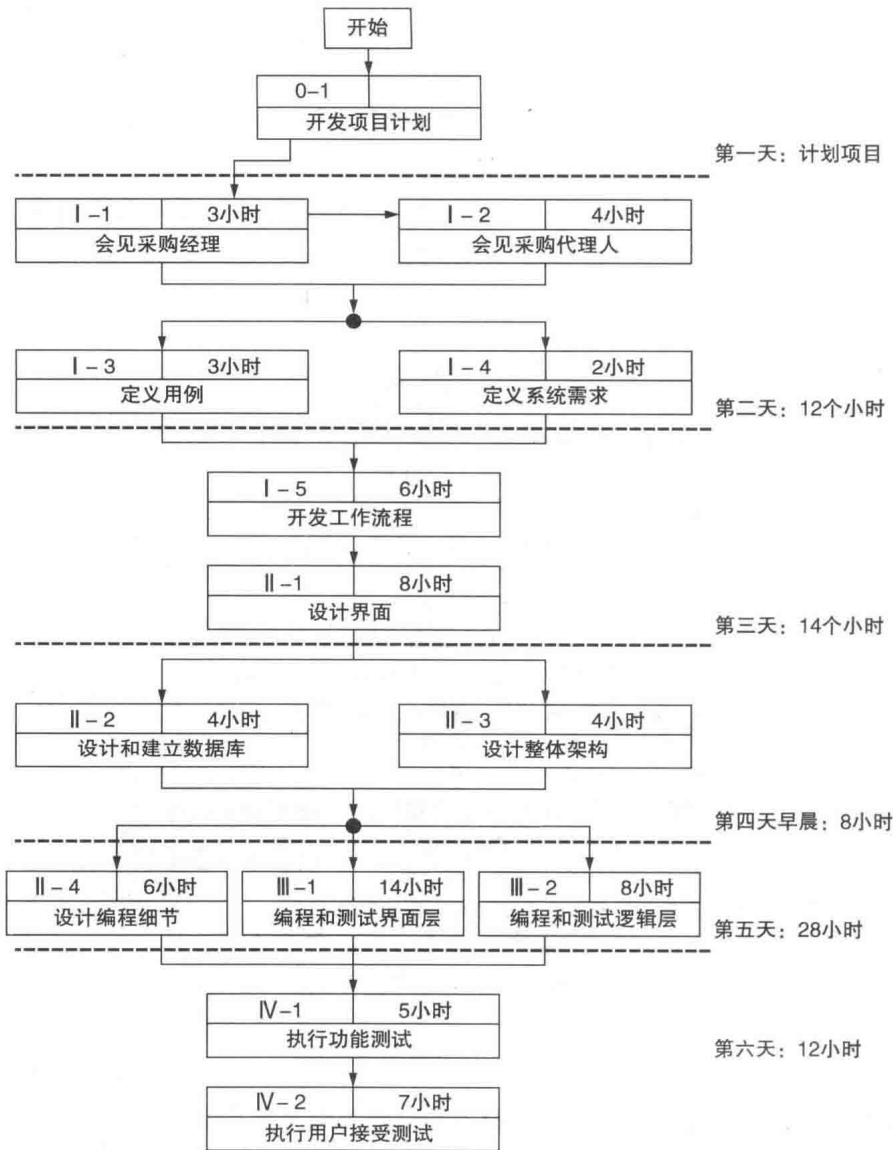 开始
0-1
开发项目计划
第一天：计划项目
Ⅰ-1 3小时
会见采购经理
Ⅰ-2 4小时
会见采购代理人
Ⅰ-3 3小时
定义用例
Ⅰ-4 2小时
定义系统需求
第二天：12个小时
Ⅰ-5 6小时
开发工作流程
Ⅱ-1 8小时
设计界面
第三天：14个小时
Ⅱ-2 4小时
设计和建立数据库
Ⅱ-3 4小时
设计整体架构
第四天早晨：8小时
Ⅱ-4 6小时
设计编程细节
Ⅲ-1 14小时
编程和测试界面层
Ⅲ-2 8小时
编程和测试逻辑层
第五天：28小时
Ⅳ-1 5小时
执行功能测试
第六天：12小时
Ⅳ-2 7小时
执行用户接受测试